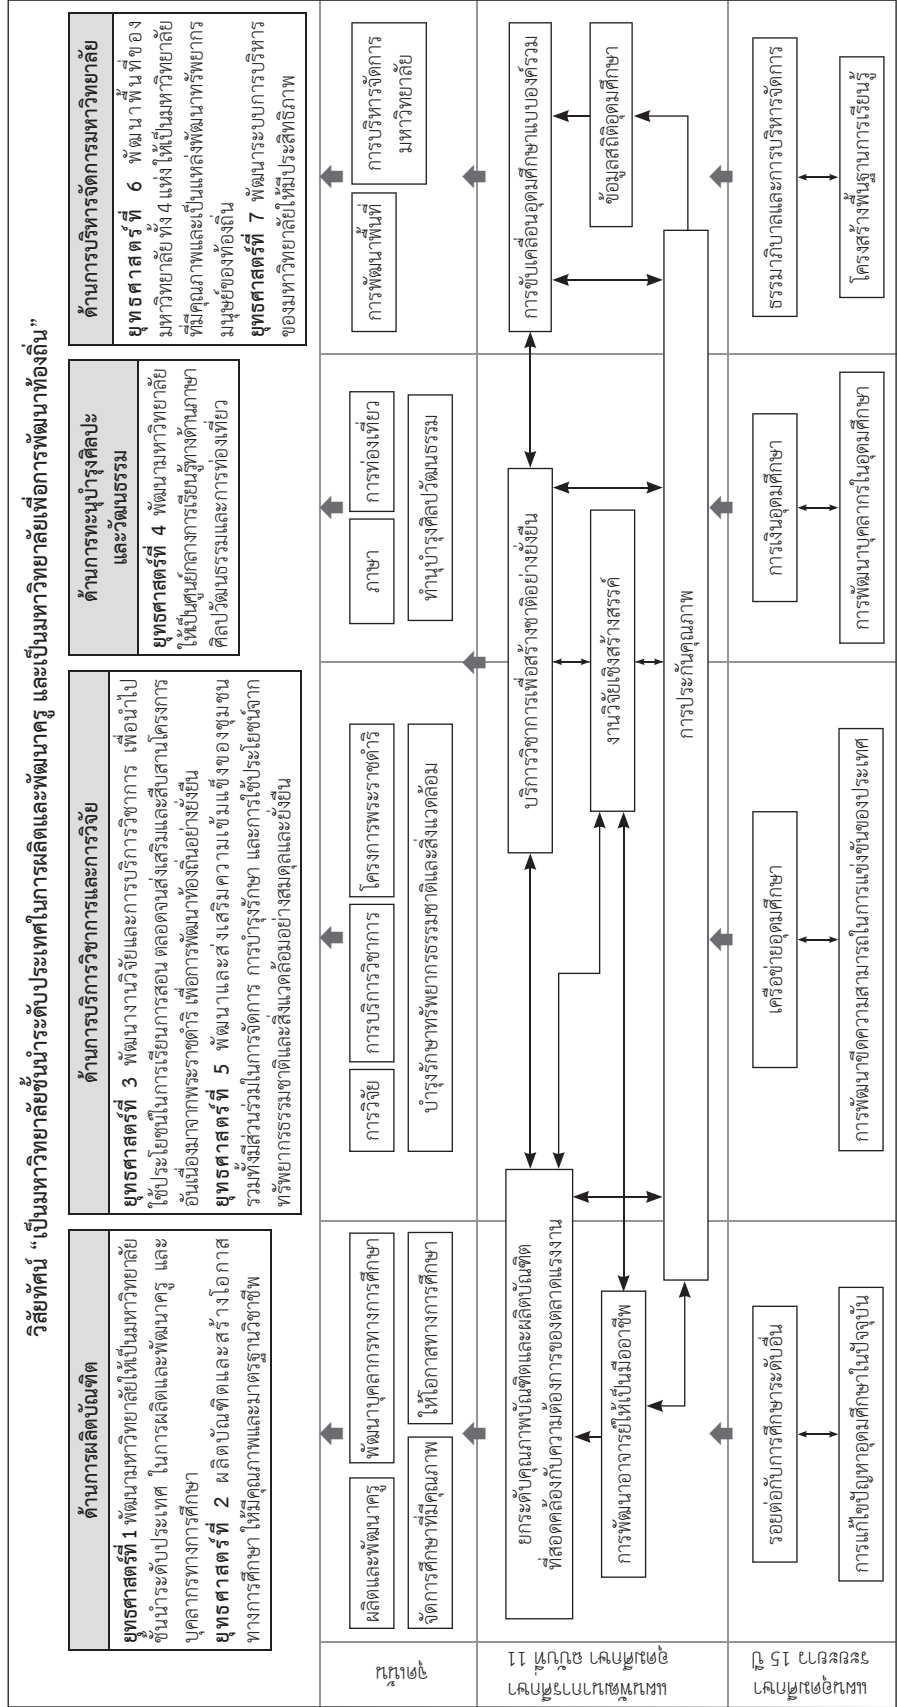 วิสัยทัศน์ “เป็นมหาวิทยาลัยชั้นนำระดับประเทศในการผลิตและพัฒนาครู และเป็นมหาวิทยาลัยเพื่อการพัฒนาท้องถิ่น”
ด้านการผลิตบัณฑิต
ยุทธศาสตร์ที่ 1 พัฒนามหาวิทยาลัยให้เป็นมหาวิทยาลัย
ชั้นนำระดับประเทศ ในการผลิตและพัฒนาครู และ
บุคลากรทางการศึกษา
ยุทธศาสตร์ที่ 2 ผลิตบัณฑิตและสร้างโอกาส
ทางการศึกษา ให้มีคุณภาพและมาตรฐานวิชาชีพ
ด้านการบริการวิชาการและการวิจัย
ยุทธศาสตร์ที่ 3 พัฒนางานวิจัยและการบริการวิชาการ เพื่อนำไป
ใช้ประโยชน์ในการเรียนการสอน ตลอดจนส่งเสริมและสืบสานโครงการ
อันเนื่องมาจากพระราชดำริ เพื่อการพัฒนาท้องถิ่นอย่างยั่งยืน
ยุทธศาสตร์ที่ 5 พัฒนาและส่งเสริมความเข้มแข็งของชุมชน
รวมทั้งมีส่วนร่วมในการจัดการ การบำรุงรักษา และการใช้ประโยชน์จาก
ทรัพยากรธรรมชาติและสิ่งแวดล้อมอย่างสมดุลและยั่งยืน
ด้านการทะนุบำรุงศิลปะ
และวัฒนธรรม
ยุทธศาสตร์ที่ 4 พัฒนามหาวิทยาลัย
ให้เป็นศูนย์กลางการเรียนรู้ทางด้านภาษา
ศิลปวัฒนธรรมและการท่องเที่ยว
ด้านการบริหารจัดการมหาวิทยาลัย
ยุทธศาสตร์ที่ 6 พัฒนาพื้นที่ของ
มหาวิทยาลัย ทั้ง 4 แห่งให้เป็นมหาวิทยาลัย
ที่มีคุณภาพและเป็นแหล่งพัฒนาทรัพยากร
มนุษย์ของท้องถิ่น
ยุทธศาสตร์ที่ 7 พัฒนาระบบการบริหาร
ของมหาวิทยาลัยให้มีประสิทธิภาพ
จุดเน้น
ผลิตและพัฒนาครู
พัฒนาบุคลากรทางการศึกษา
จัดการศึกษาที่มีคุณภาพ
ให้โอกาสทางการศึกษา
การวิจัย
การบริการวิชาการ
โครงการพระราชดำริ
บำรุงรักษาทรัพยากรธรรมชาติและสิ่งแวดล้อม
ภาษา
การท่องเที่ยว
ทำนุบำรุงศิลปวัฒนธรรม
การพัฒนาพื้นที่
การบริหารจัดการ
มหาวิทยาลัย
แผนพัฒนาการศึกษา
อุดมศึกษา ฉบับที่ 11
ยกระดับคุณภาพบัณฑิตและผลิตบัณฑิต
ที่สอดคล้องกับความต้องการของตลาดแรงงาน
บริการวิชาการเพื่อสร้างชาติอย่างยั่งยืน
การขับเคลื่อนอุดมศึกษาแบบองค์รวม
การพัฒนาอาจารย์ให้เป็นมืออาชีพ
งานวิจัยเชิงสร้างสรรค์
ข้อมูลสถิติอุดมศึกษา
การประกันคุณภาพ
แผนอุดมศึกษา
ระยะยาว 15 ปี
รอยต่อกับการศึกษาระดับอื่น
เครือข่ายอุดมศึกษา
การเงินอุดมศึกษา
ธรรมาภิบาลและการบริหารจัดการ
การแก้ไขปัญหาอุดมศึกษาในปัจจุบัน
การพัฒนาขีดความสามารถในการแข่งขันของประเทศ
การพัฒนาบุคลากรในอุดมศึกษา
โครงสร้างพื้นฐานการเรียนรู้